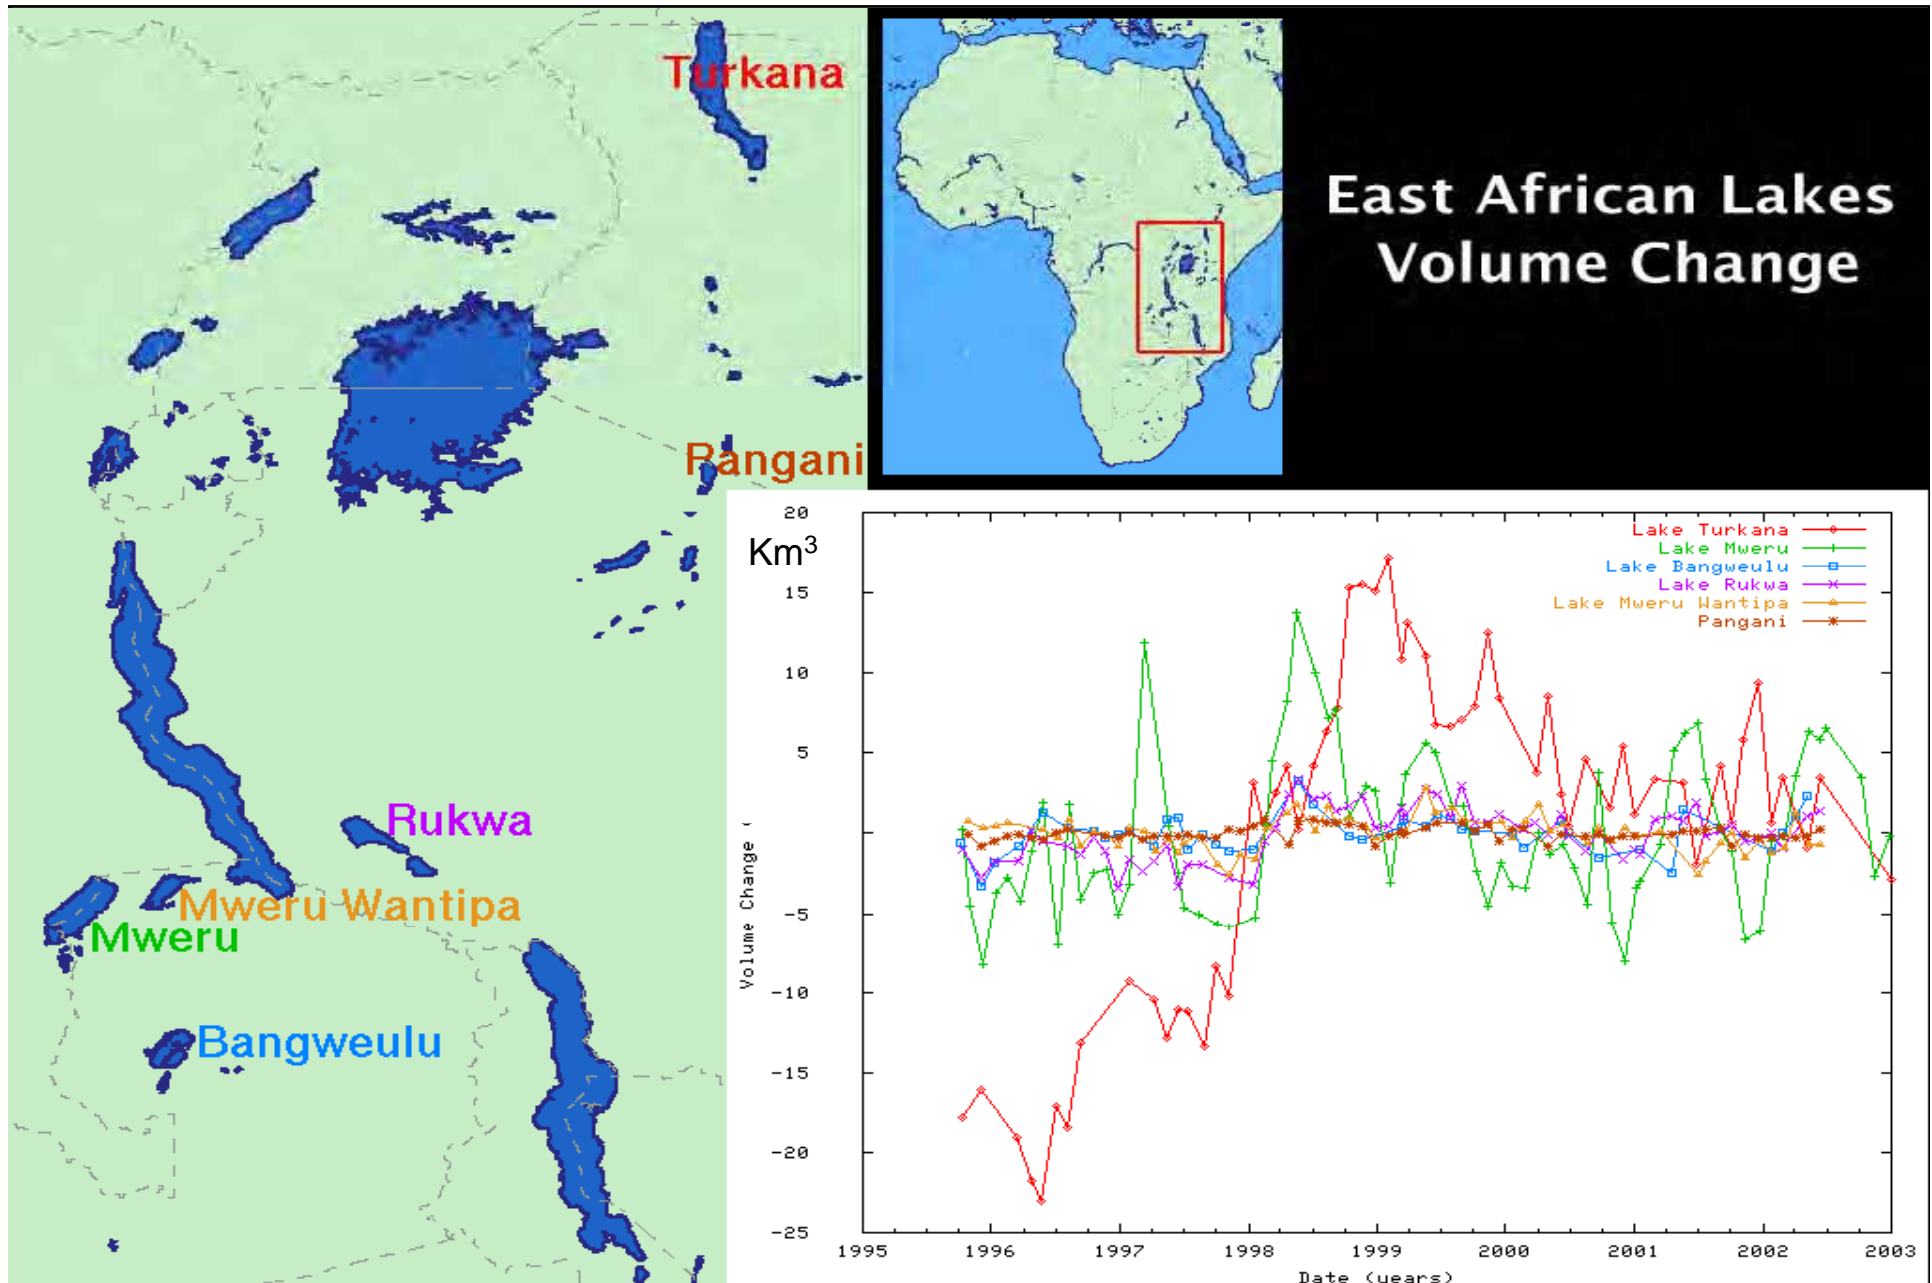 Turkana
East African Lakes
Volume Change
Pangani
Rukwa
Mweru Wantipa
Mweru
Bangweulu
Km³
Volume Change (
20
15
10
5
-5
-10
-15
-20
-25
Lake Turkana
Lake Mweru
Lake Bangweulu
Lake Rukwa
Lake Mweru Wantipa
Pangani
1995 1996 1997 1998 1999 2000 2001 2002 2003
Date (years)